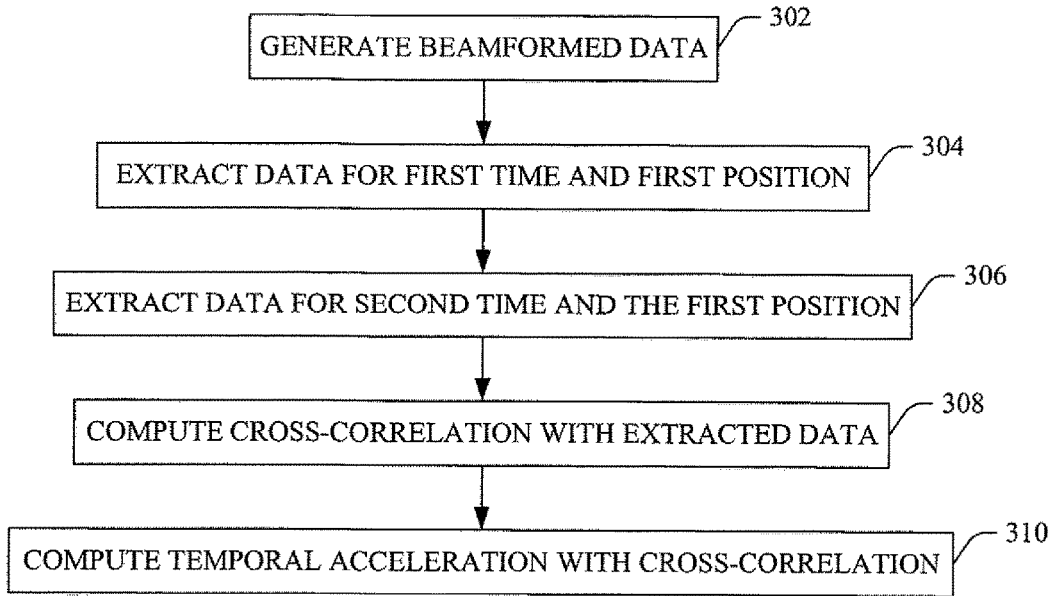 302
GENERATE BEAMFORMED DATA
304
EXTRACT DATA FOR FIRST TIME AND FIRST POSITION
306
EXTRACT DATA FOR SECOND TIME AND THE FIRST POSITION
308
COMPUTE CROSS-CORRELATION WITH EXTRACTED DATA
310
COMPUTE TEMPORAL ACCELERATION WITH CROSS-CORRELATION